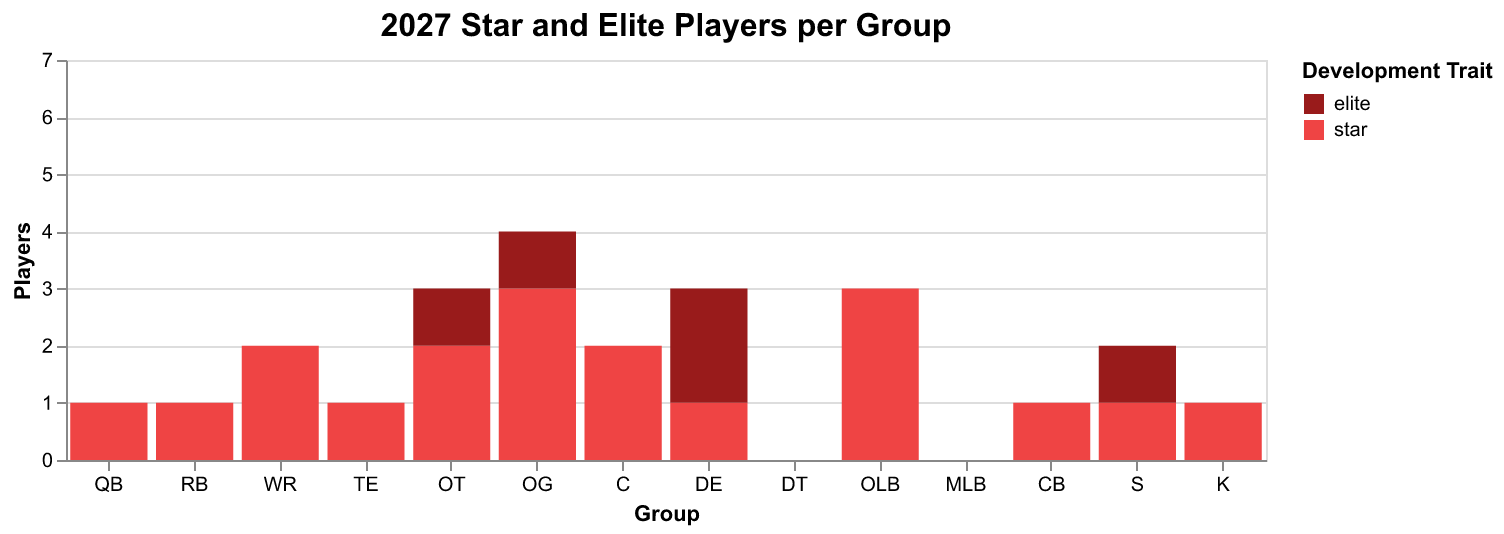 2027 Star and Elite Players per Group
Development Trait
elite
star
Players
7
6
5
4
3
2
1
0
QB RB WR TE OT OG C DE DT OLB MLB CB S K
Group